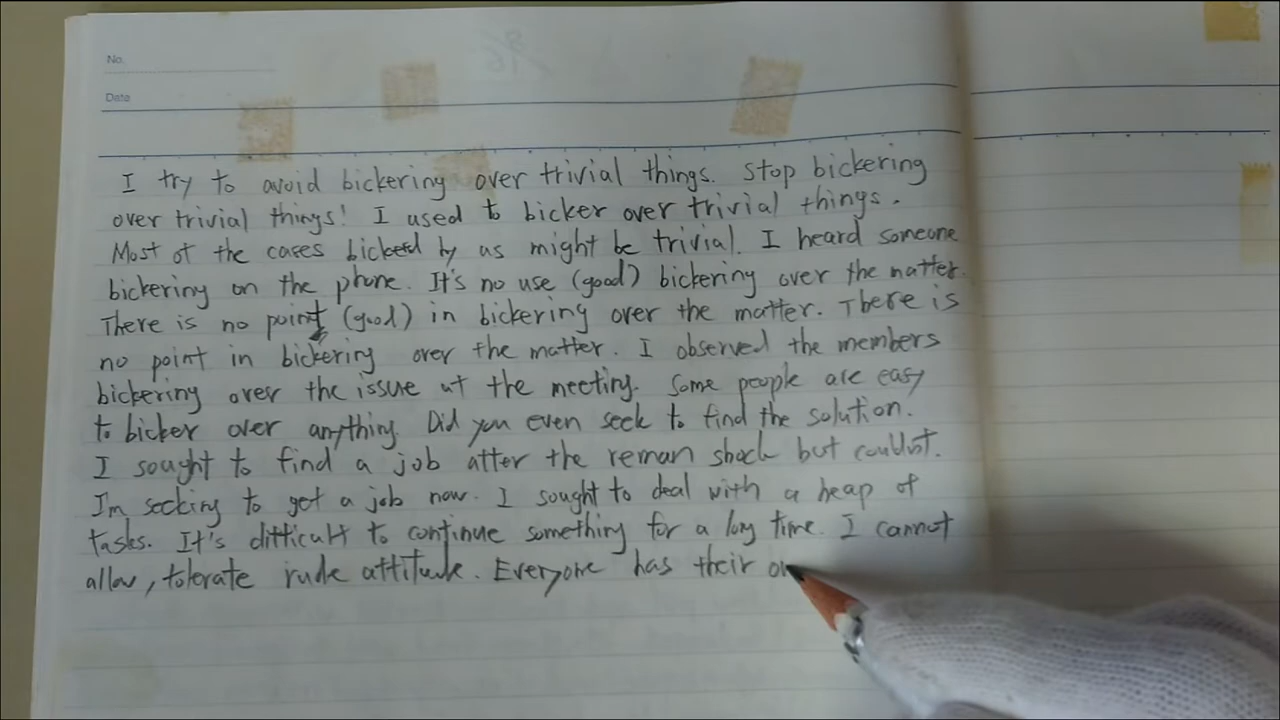 No.
Date
I try to avoid bickering over trivial things. Stop bickering
over trivial things! I used to bicker over trivial things.
Most of the cases bickered by us might be trivial. I heard someone
bickering on the phone. It's no use (good) bickering over the matter.
There is no point (good) in bickering over the matter. There is
no point in bickering over the matter. I observed the members
bickering over the issue at the meeting. Some people are easy
to bicker over anything. Did you even seek to find the solution.
I sought to find a job after the reman shock but couldn't.
I'm seeking to get a job now. I sought to deal with a heap of
tasks. It's difficult to continue something for a long time. I cannot
allow, tolerate rude attitude. Everyone has their